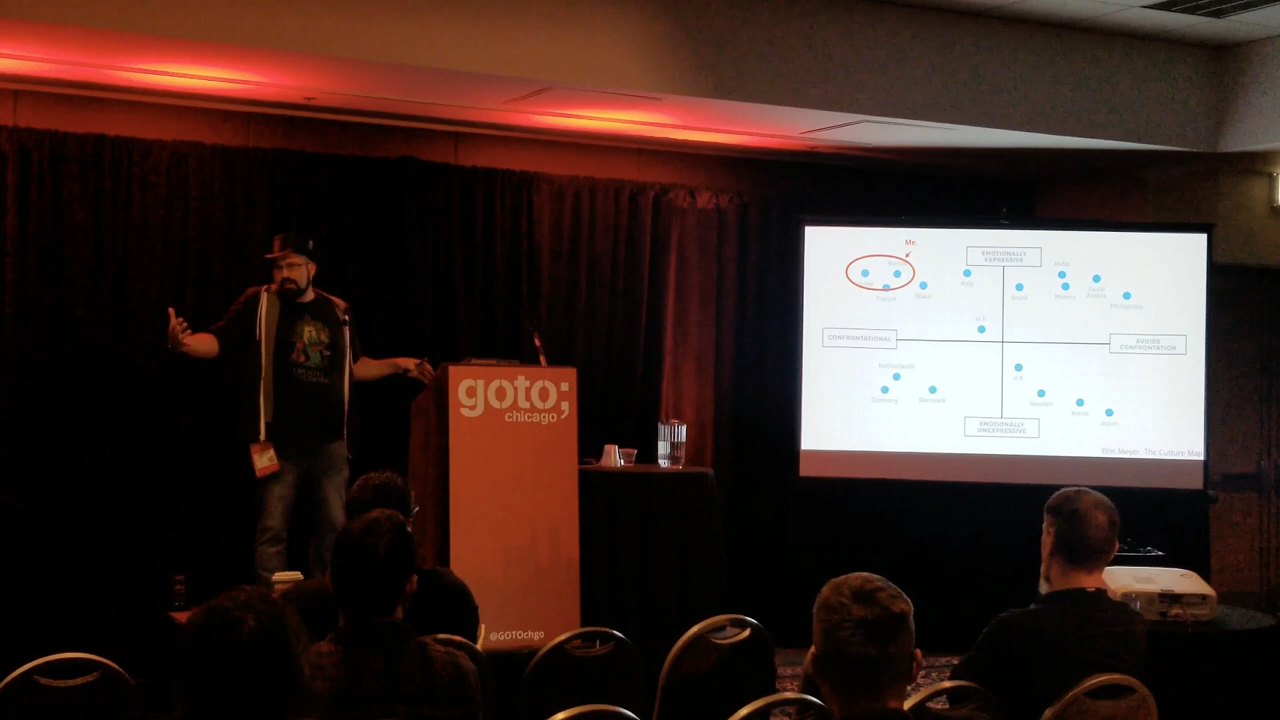 Me.
EMOTIONALLY
EXPRESSIVE
India
France
Spain
Italy
Brazil
Mexico
Saudi
Arabia
Philippines
U.S.
CONFRONTATIONAL
AVOIDS
CONFRONTATION
Netherlands
Germany
Denmark
U.K.
Sweden
Korea
Japan
EMOTIONALLY
UNEXPRESSIVE
Erin Meyer, The Culture Map
goto;
chicago
@GOTOchgo